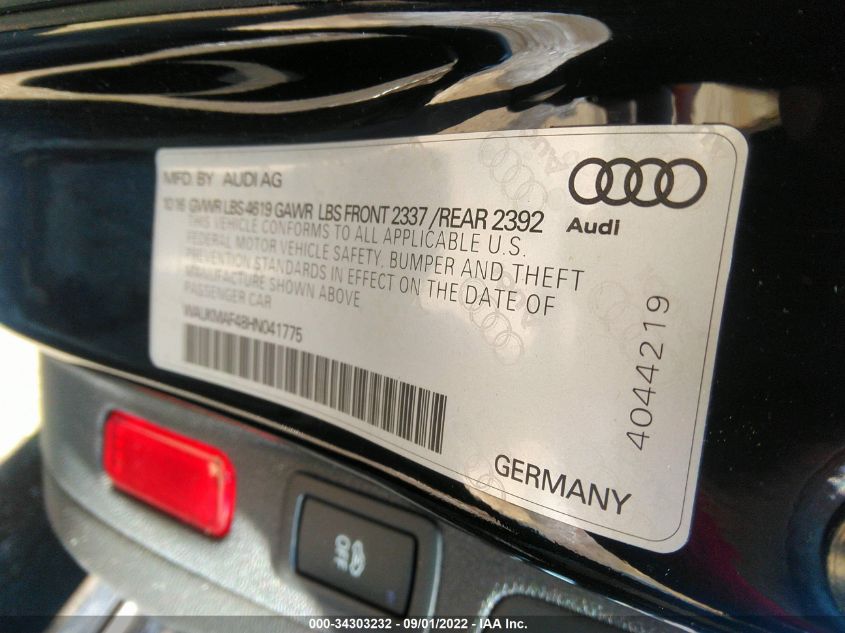 MFD. BY AUDI AG
10 16 GVWR LBS 4619 GAWR LBS FRONT 2337 /REAR 2392
THIS VEHICLE CONFORMS TO ALL APPLICABLE U.S.
FEDERAL MOTOR VEHICLE SAFETY, BUMPER AND THEFT
PREVENTION STANDARDS IN EFFECT ON THE DATE OF
MANUFACTURE SHOWN ABOVE
PASSENGER CAR
WAUKMAF48HN041775
Audi
4044219
GERMANY
OFF
000-34303232 - 09/01/2022 - IAA Inc.